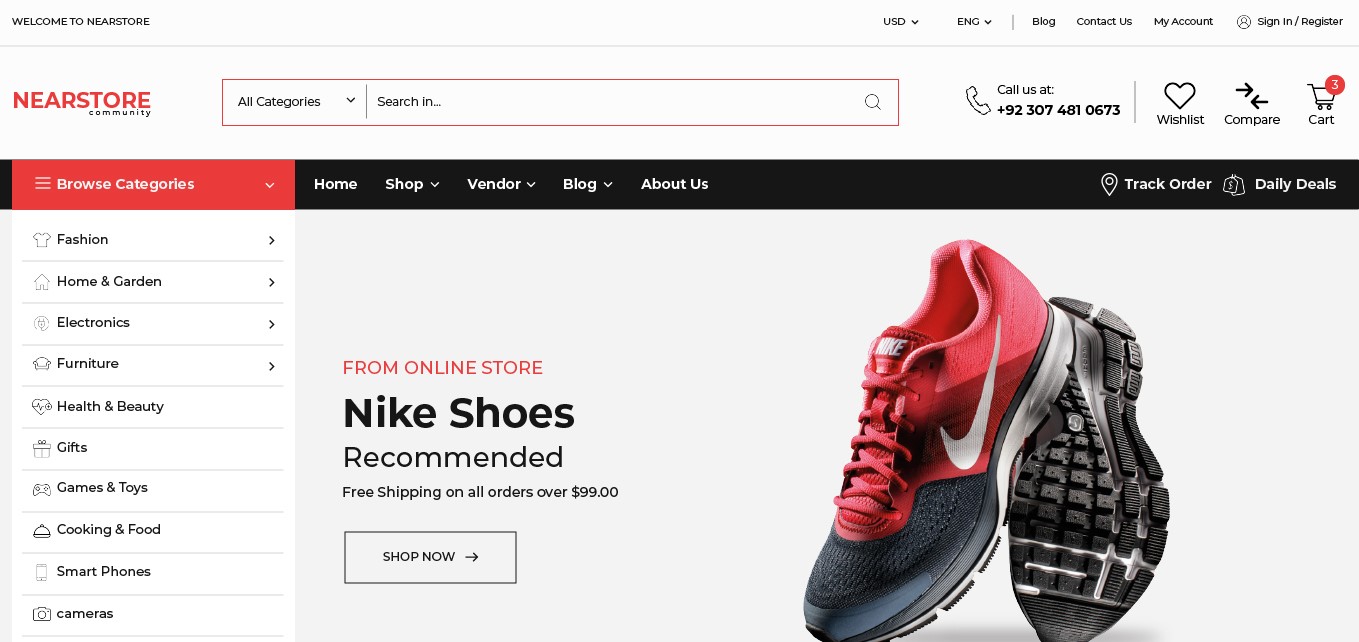 WELCOME TO NEARSTORE
USD
ENG
Blog
Contact Us
My Account
Sign In / Register
NEARSTORE
community
All Categories
Search in...
Call us at:
+92 307 481 0673
Wishlist
Compare
3
Cart
Browse Categories
Home
Shop
Vendor
Blog
About Us
Track Order
Daily Deals
Fashion
Home & Garden
Electronics
Furniture
Health & Beauty
Gifts
Games & Toys
Cooking & Food
Smart Phones
cameras
FROM ONLINE STORE
Nike Shoes
Recommended
Free Shipping on all orders over $99.00
SHOP NOW
NIKE